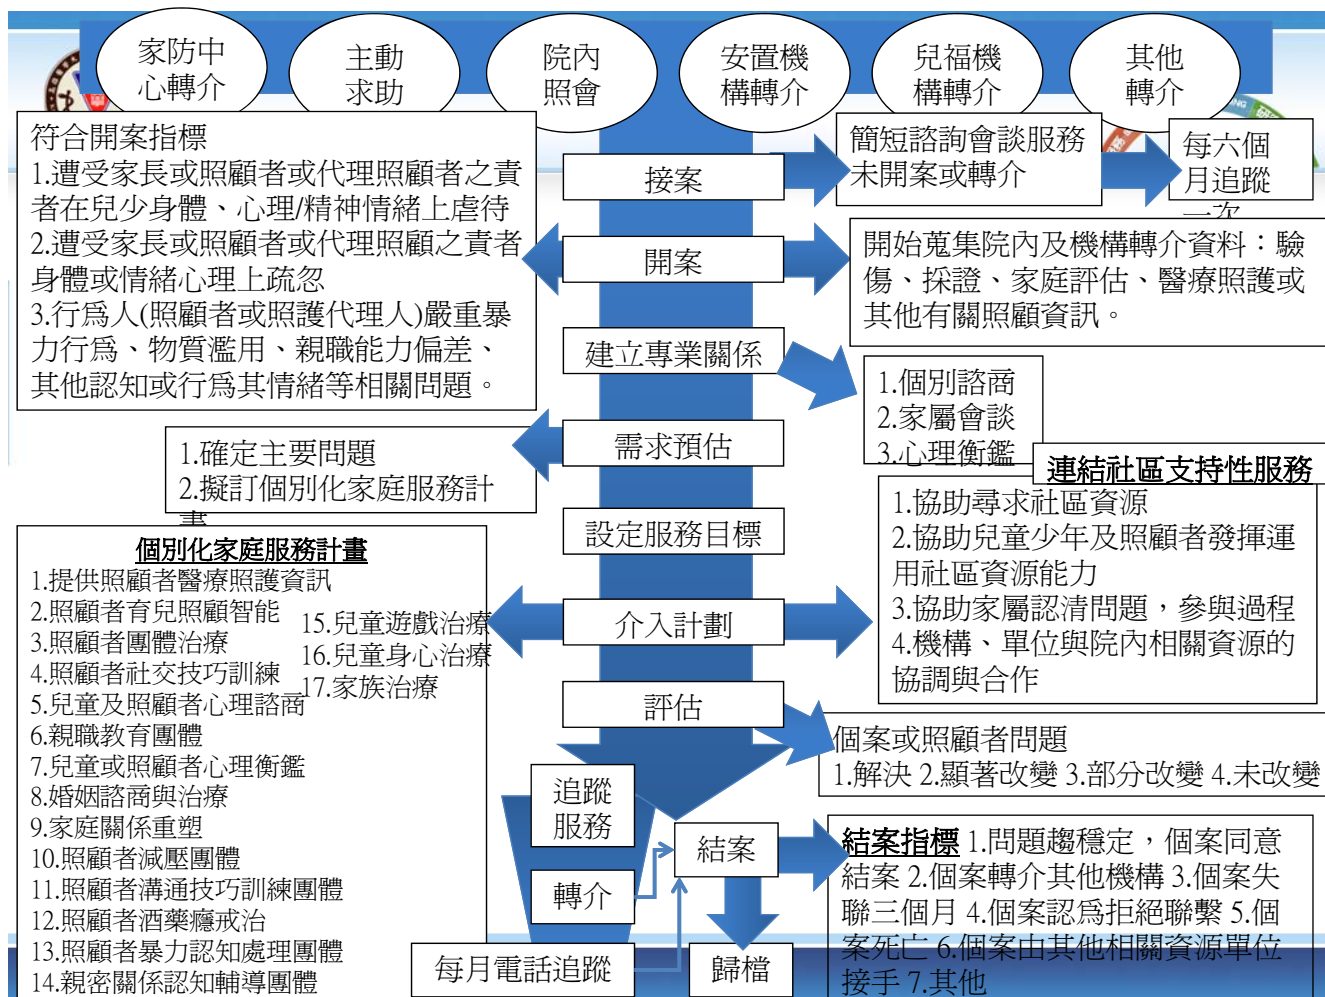 家防中
心轉介
主動
求助
院內
照會
安置機
構轉介
兒福機
構轉介
其他
轉介
符合開案指標
1.遭受家長或照顧者或代理照顧者之責
者在兒少身體、心理/精神情緒上虐待
2.遭受家長或照顧者或代理照顧之責者
身體或情緒心理上疏忽
3.行為人(照顧者或照護代理人)嚴重暴
力行為、物質濫用、親職能力偏差、
其他認知或行為其情緒等相關問題。
接案
簡短諮詢會談服務
未開案或轉介
每六個
月追蹤
一次
開案
開始蒐集院內及機構轉介資料：驗
傷、採證、家庭評估、醫療照護或
其他有關照顧資訊。
建立專業關係
1.個別諮商
2.家屬會談
3.心理衡鑑
需求預估
1.確定主要問題
2.擬訂個別化家庭服務計
畫
設定服務目標
連結社區支持性服務
1.協助尋求社區資源
2.協助兒童少年及照顧者發揮運
用社區資源能力
3.協助家屬認清問題，參與過程
4.機構、單位與院內相關資源的
協調與合作
介入計劃
個別化家庭服務計畫
1.提供照顧者醫療照護資訊
2.照顧者育兒照顧智能
3.照顧者團體治療
4.照顧者社交技巧訓練
5.兒童及照顧者心理諮商
6.親職教育團體
7.兒童或照顧者心理衡鑑
8.婚姻諮商與治療
9.家庭關係重塑
10.照顧者減壓團體
11.照顧者溝通技巧訓練團體
12.照顧者酒藥癮戒治
13.照顧者暴力認知處理團體
14.親密關係認知輔導團體
15.兒童遊戲治療
16.兒童身心治療
17.家族治療
評估
個案或照顧者問題
1.解決 2.顯著改變 3.部分改變 4.未改變
追蹤
服務
轉介
每月電話追蹤
結案
歸檔
結案指標 1.問題趨穩定，個案同意
結案 2.個案轉介其他機構 3.個案失
聯三個月 4.個案認為拒絕聯繫 5.個
案死亡 6.個案由其他相關資源單位
接手 7.其他